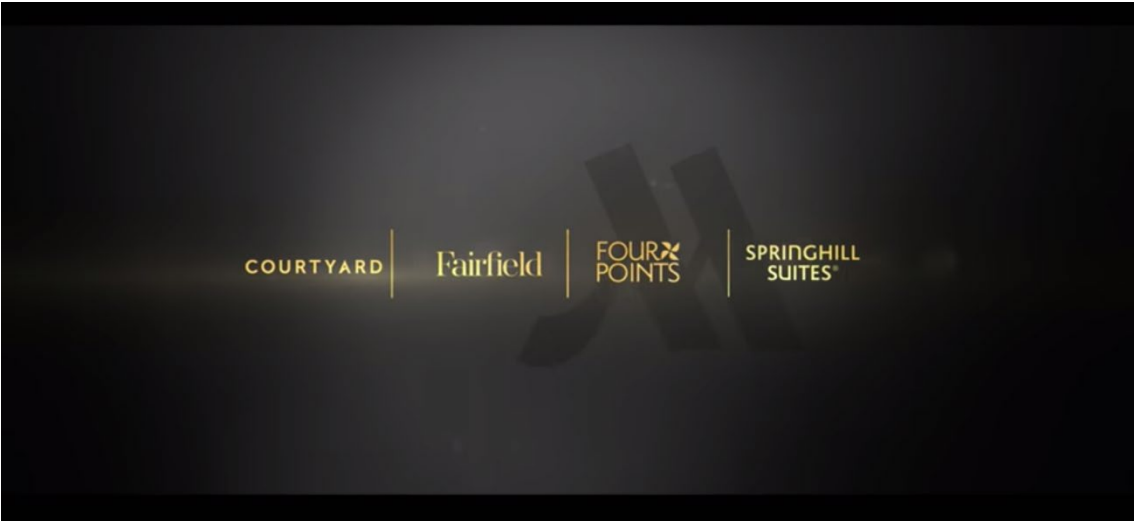 COURTYARD
Fairfield
FOUR
POINTS
SPRINGHILL
SUITES®